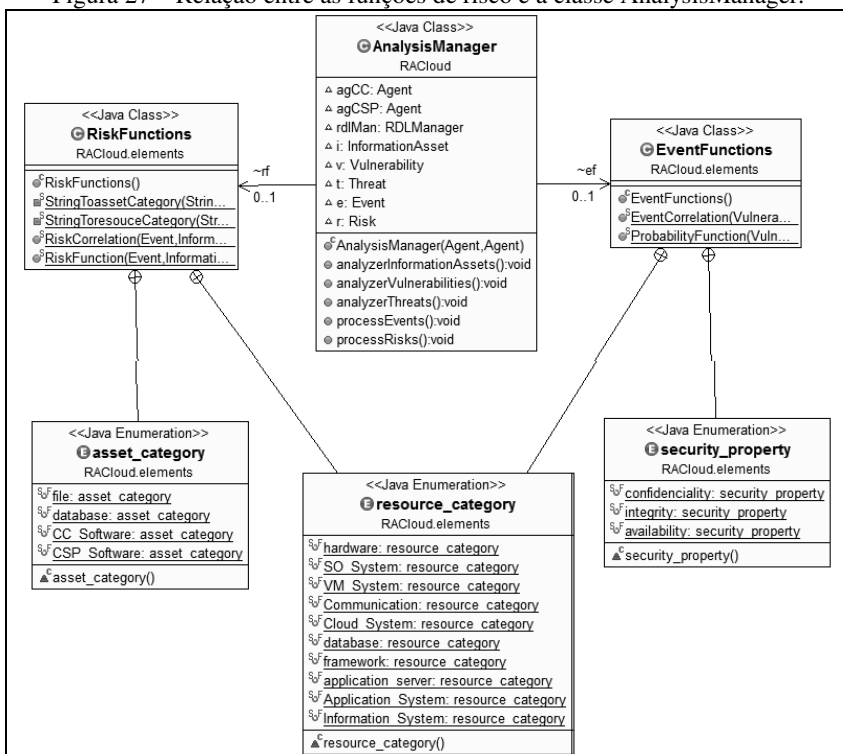 Figura 27 – Relação entre as funções de risco e a classe AnalysisManager.
<<Java Class>>
AnalysisManager
RACloud
agCC: Agent
agCSP: Agent
rdlMan: RDLManager
i: InformationAsset
v: Vulnerability
t: Threat
e: Event
r: Risk
AnalysisManager(Agent,Agent)
analyzerInformationAssets():void
analyzerVulnerabilities():void
analyzerThreats():void
processEvents():void
processRisks():void
<<Java Class>>
RiskFunctions
RACloud.elements
RiskFunctions()
StringToassetCategory(Strin...
StringToresouceCategory(Str...
RiskCorrelation(Event,Inform...
RiskFunction(Event,Informati...
~rf
0..1
~ef
0..1
<<Java Class>>
EventFunctions
RACloud.elements
EventFunctions()
EventCorrelation(Vulnera...
ProbabilityFunction(Vuln...
<<Java Enumeration>>
asset_category
RACloud.elements
file: asset_category
database: asset_category
CC_Software: asset_category
CSP_Software: asset_category
asset_category()
<<Java Enumeration>>
resource_category
RACloud.elements
hardware: resource_category
SO_System: resource_category
VM_System: resource_category
Communication: resource_category
Cloud_System: resource_category
database: resource_category
framework: resource_category
application_server: resource_category
Application_System: resource_category
Information_System: resource_category
resource_category()
<<Java Enumeration>>
security_property
RACloud.elements
confidenciality: security_property
integrity: security_property
availability: security_property
security_property()